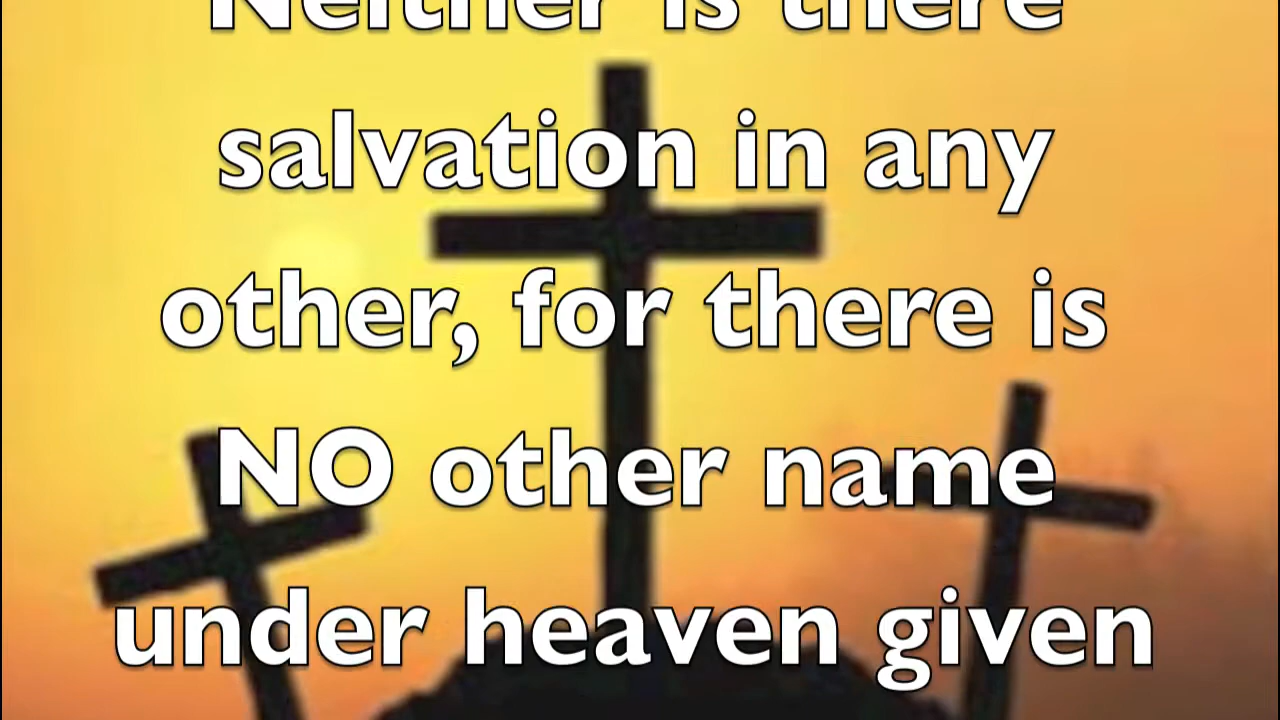 Neither is there
salvation in any
other, for there is
NO other name
under heaven given